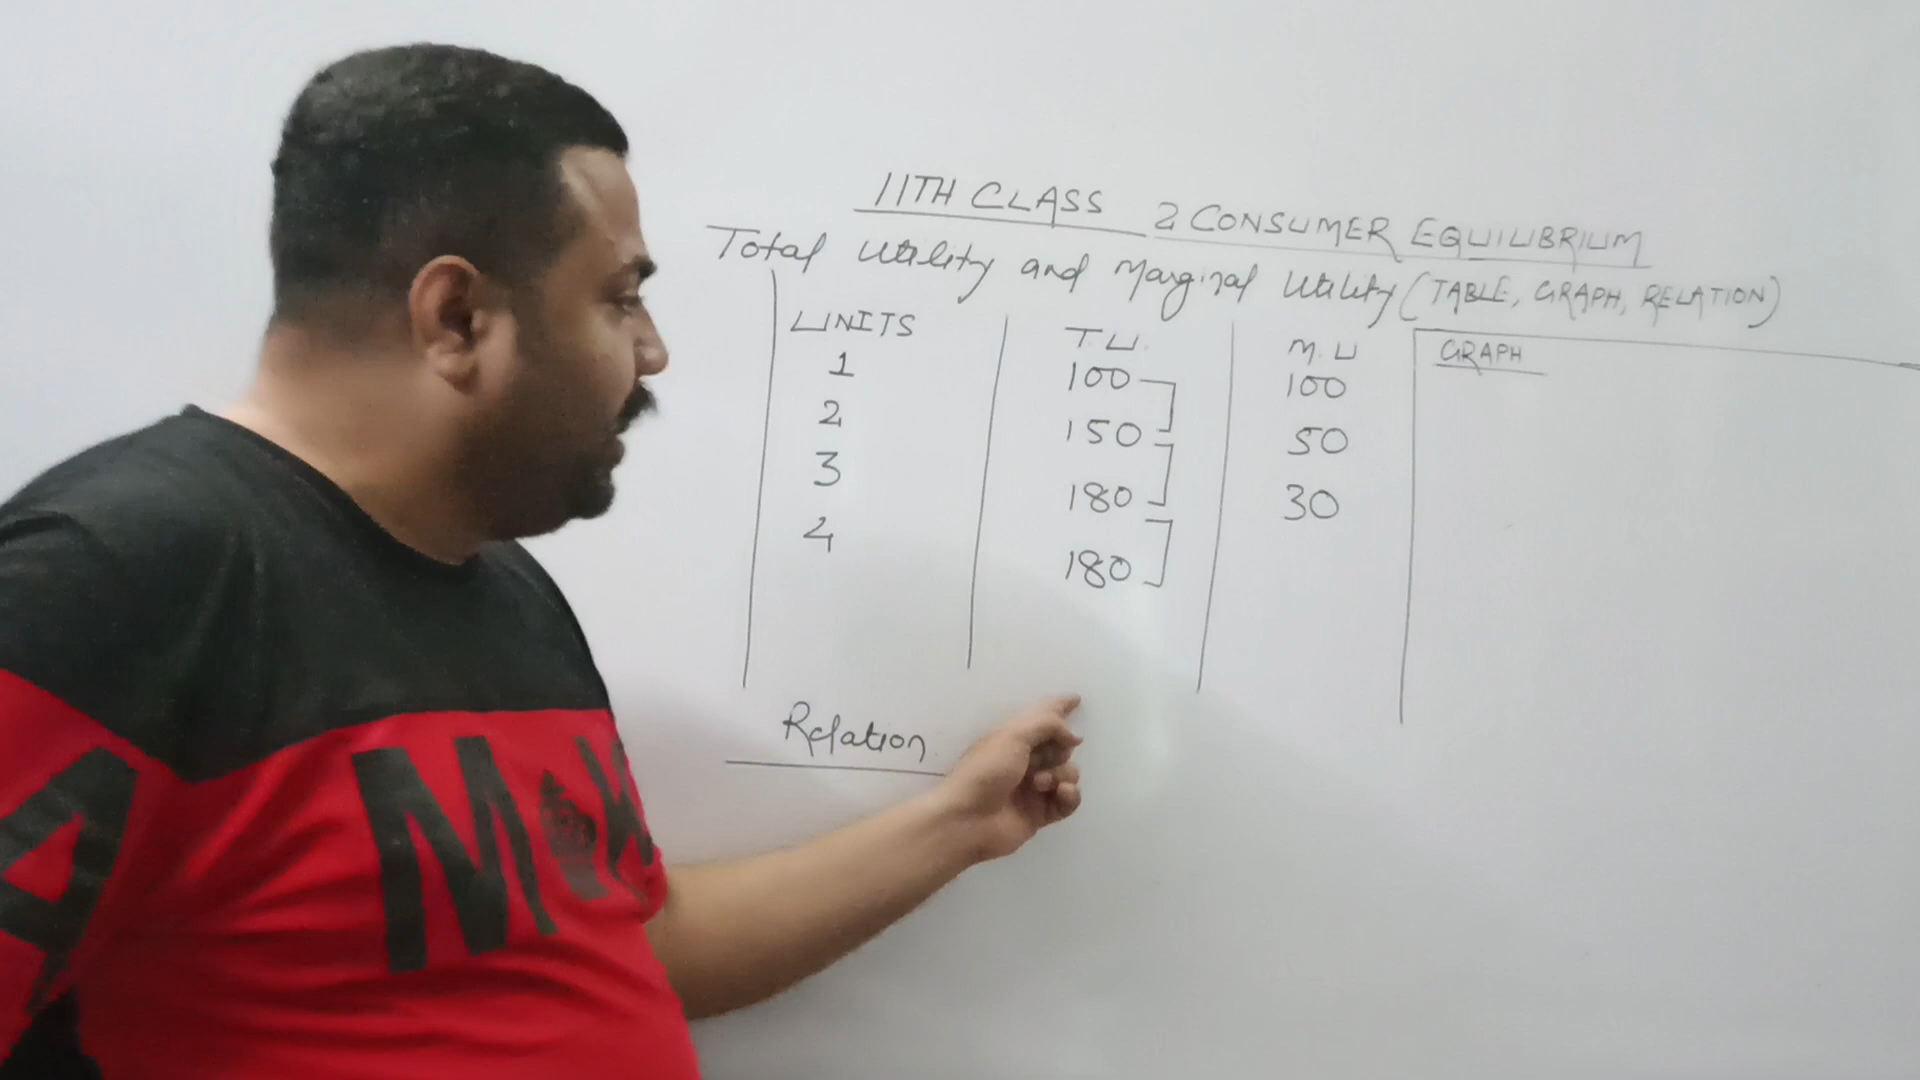 11TH CLASS 2 CONSUMER EQUILIBRIUM
Total Utility and Marginal Utility (TABLE, GRAPH, RELATION)
UNITS T U. M. U GRAPH
1 100 100
2 150 50
3 180 30
4 180
Relation